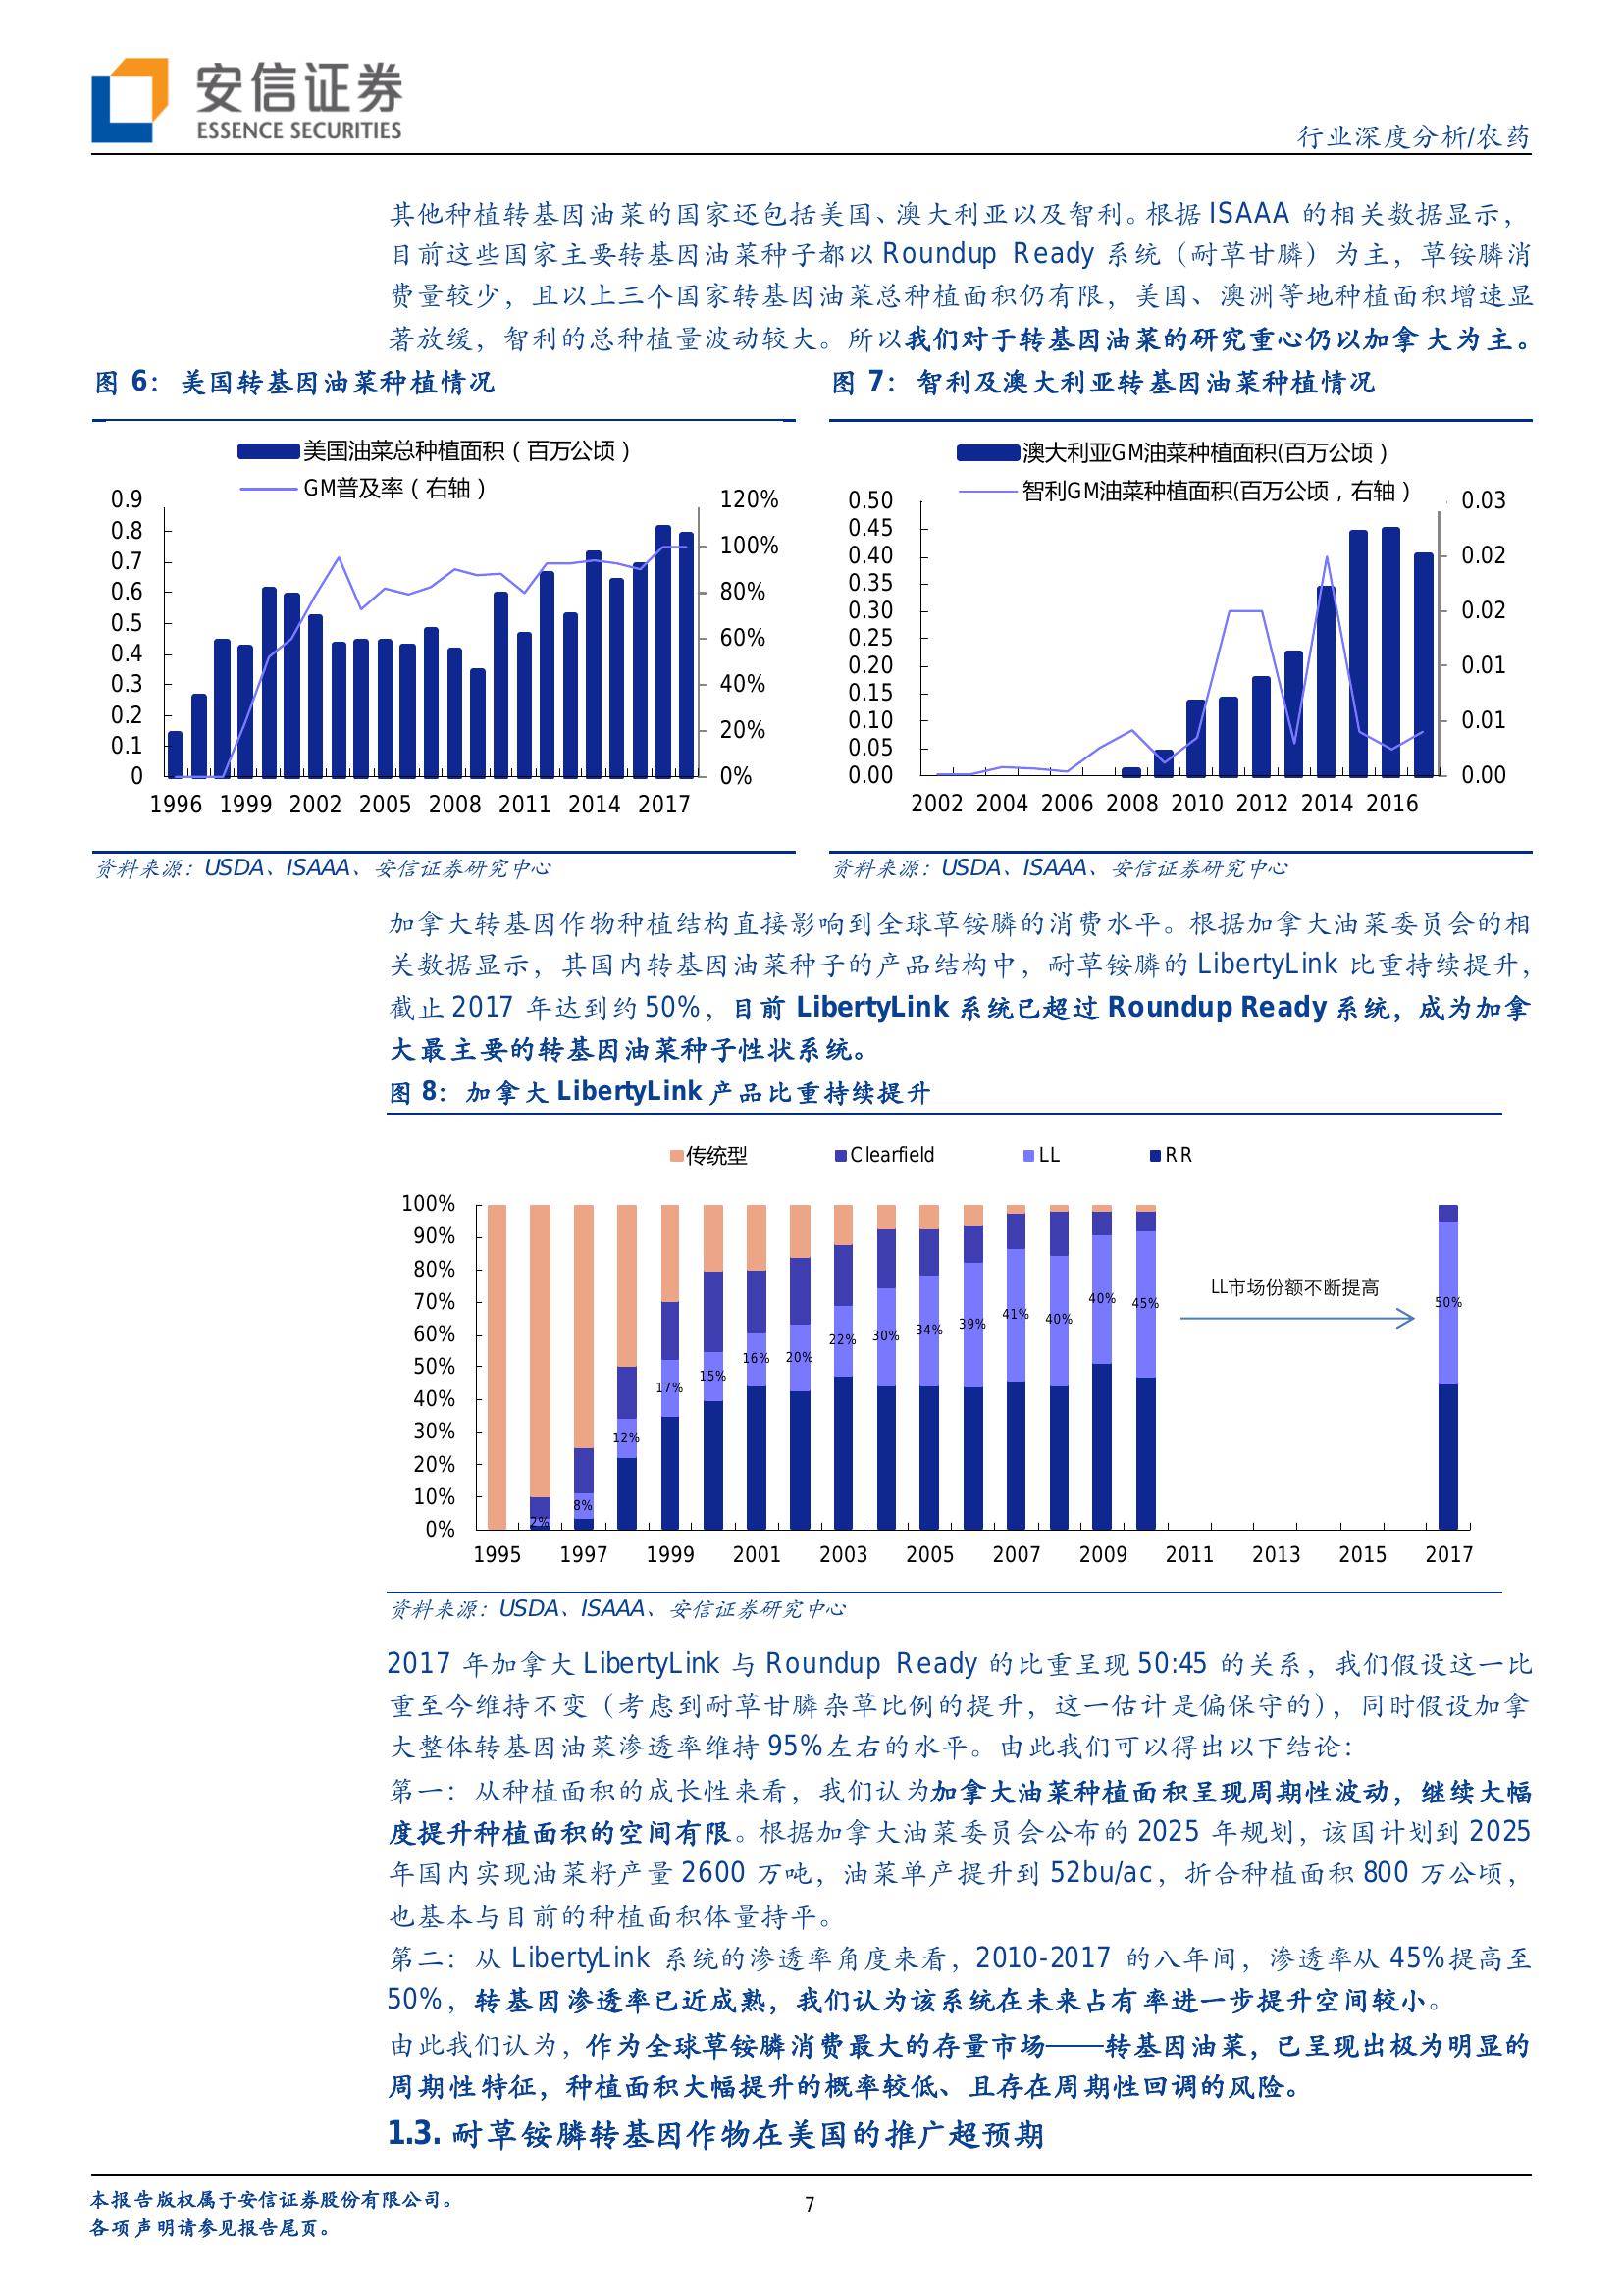 安信证券
ESSENCE SECURITIES
行业深度分析/农药
其他种植转基因油菜的国家还包括美国、澳大利亚以及智利。根据 ISAAA 的相关数据显示，
目前这些国家主要转基因油菜种子都以 Roundup Ready 系统（耐草甘膦）为主，草铵膦消
费量较少，且以上三个国家转基因油菜总种植面积仍有限，美国、澳洲等地种植面积增速显
著放缓，智利的总种植量波动较大。所以我们对于转基因油菜的研究重心仍以加拿大为主。
图 6：美国转基因油菜种植情况
美国油菜总种植面积（百万公顷）
GM普及率（右轴）
0.9
0.8
0.7
0.6
0.5
0.4
0.3
0.2
0.1
0
120%
100%
80%
60%
40%
20%
0%
1996 1999 2002 2005 2008 2011 2014 2017
资料来源：USDA、ISAAA、安信证券研究中心
图 7：智利及澳大利亚转基因油菜种植情况
澳大利亚GM油菜种植面积(百万公顷）
智利GM油菜种植面积(百万公顷，右轴）
0.50
0.45
0.40
0.35
0.30
0.25
0.20
0.15
0.10
0.05
0.00
0.03
0.02
0.02
0.01
0.01
0.00
2002 2004 2006 2008 2010 2012 2014 2016
资料来源：USDA、ISAAA、安信证券研究中心
加拿大转基因作物种植结构直接影响到全球草铵膦的消费水平。根据加拿大油菜委员会的相
关数据显示，其国内转基因油菜种子的产品结构中，耐草铵膦的 LibertyLink 比重持续提升，
截止 2017 年达到约 50%，目前 LibertyLink 系统已超过 Roundup Ready 系统，成为加拿
大最主要的转基因油菜种子性状系统。
图 8：加拿大 LibertyLink 产品比重持续提升
传统型 Clearfield LL RR
100%
90%
80%
70%
60%
50%
40%
30%
20%
10%
0%
2% 8% 12% 17% 15% 16% 20% 22% 30% 34% 39% 41% 40% 40% 45% 50%
LL市场份额不断提高
1995 1997 1999 2001 2003 2005 2007 2009 2011 2013 2015 2017
资料来源：USDA、ISAAA、安信证券研究中心
2017 年加拿大 LibertyLink 与 Roundup Ready 的比重呈现 50:45 的关系，我们假设这一比
重至今维持不变（考虑到耐草甘膦杂草比例的提升，这一估计是偏保守的），同时假设加拿
大整体转基因油菜渗透率维持 95%左右的水平。由此我们可以得出以下结论：
第一：从种植面积的成长性来看，我们认为加拿大油菜种植面积呈现周期性波动，继续大幅
度提升种植面积的空间有限。根据加拿大油菜委员会公布的 2025 年规划，该国计划到 2025
年国内实现油菜籽产量 2600 万吨，油菜单产提升到 52bu/ac，折合种植面积 800 万公顷，
也基本与目前的种植面积体量持平。
第二：从 LibertyLink 系统的渗透率角度来看，2010-2017 的八年间，渗透率从 45%提高至
50%，转基因渗透率已近成熟，我们认为该系统在未来占有率进一步提升空间较小。
由此我们认为，作为全球草铵膦消费最大的存量市场——转基因油菜，已呈现出极为明显的
周期性特征，种植面积大幅提升的概率较低、且存在周期性回调的风险。
1.3. 耐草铵膦转基因作物在美国的推广超预期
本报告版权属于安信证券股份有限公司。
各项声明请参见报告尾页。
7